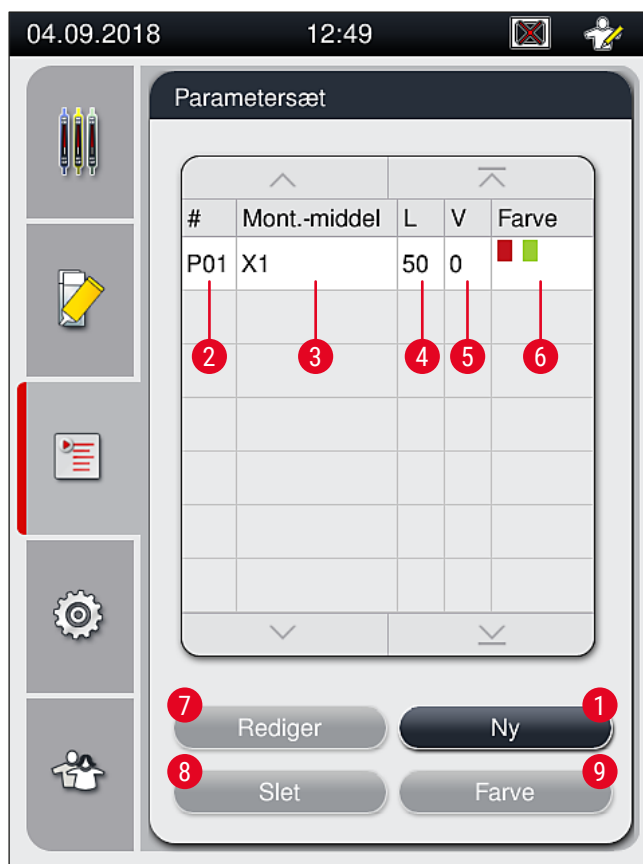 04.09.2018 12:49
Parametersæt
# Mont.-middel L V Farve
P01 X1 50 0
2 3 4 5 6
7 1
Rediger Ny
8 9
Slet Farve